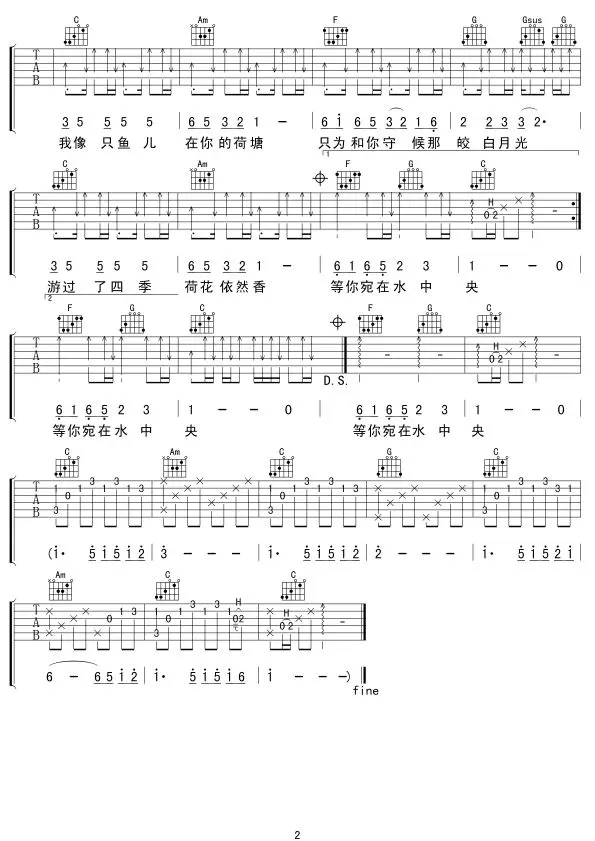 C Am F G Gsus G
T A B
3 5 5 5 5 | 6 5 3 2 1 — | 6 i 6 5 3 2 1 6 | 2 2 3 3 2·
我像 只鱼儿 在你的荷塘 只为和你守 候那 皎 白月光
C Am F G C
1
T A B H 0 2
3 5 5 5 5 | 6 5 3 2 1 — | 6 1 6 5 2 3 | 1 — — 0
游过 了四 季 荷花依然香 等你宛在水 中 央
2
F G C F G C
T A B H 0 2
D.S.
6 1 6 5 2 3 | 1 — — 0 6 1 6 5 2 3 | 1 — — 0
等你宛在水 中 央 等你宛在水 中 央
C Am C G C
T A B
(i· 5 i 5 i 2 | 3 — — — | i· 5 i 5 i 2 | 2 — — — | i· 5 i 5 2 i
Am C C
T A B
6 — 6 5 i 2 | i· 5 i 5 i 6 | i — — —)
fine
2